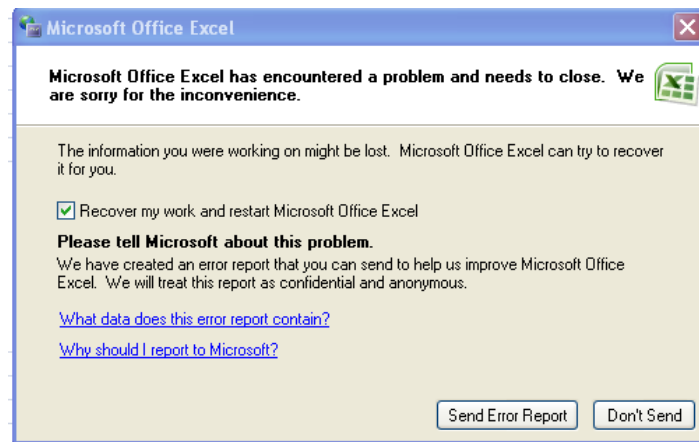 Microsoft Office Excel
Microsoft Office Excel has encountered a problem and needs to close. We
are sorry for the inconvenience.
The information you were working on might be lost. Microsoft Office Excel can try to recover
it for you.
Recover my work and restart Microsoft Office Excel
Please tell Microsoft about this problem.
We have created an error report that you can send to help us improve Microsoft Office
Excel. We will treat this report as confidential and anonymous.
What data does this error report contain?
Why should I report to Microsoft?
Send Error Report
Don't Send